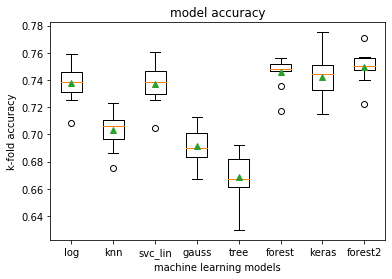 model accuracy
0.78
0.76
0.74
0.72
0.70
0.68
0.66
0.64
k-fold accuracy
log knn svc_lin gauss tree forest keras forest2
machine learning models